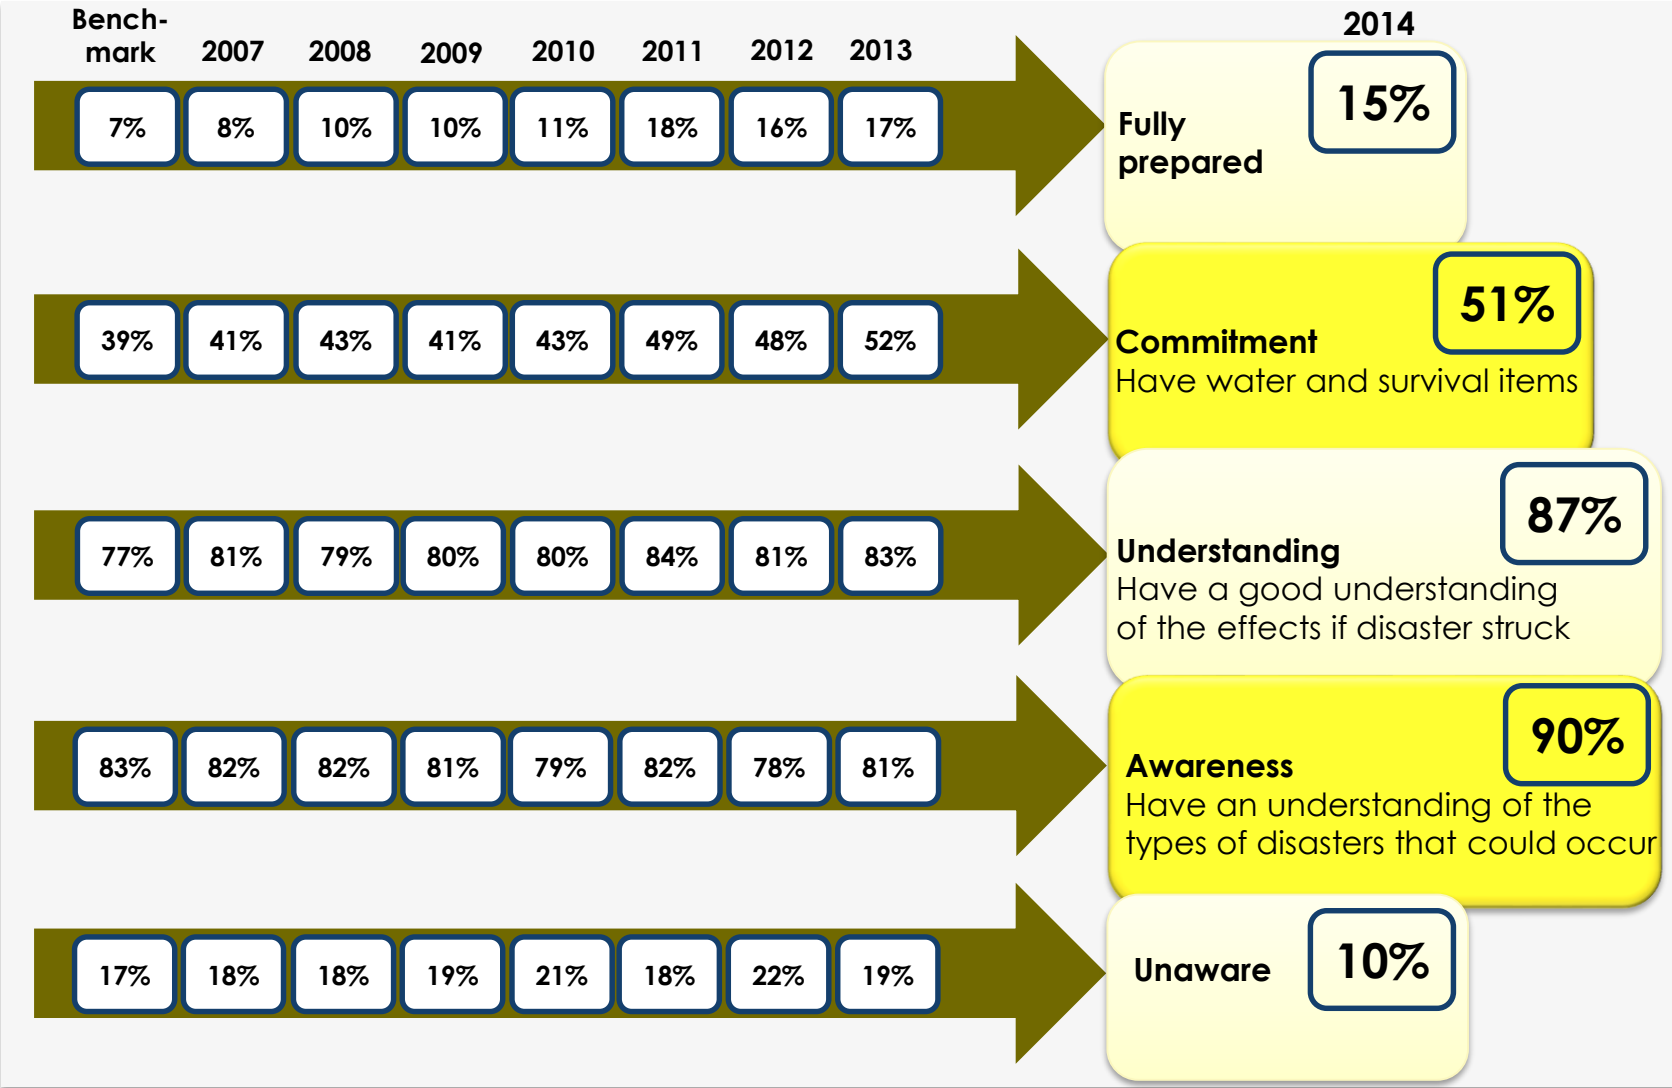 Bench-
mark 2007 2008 2009 2010 2011 2012 2013 2014
7% 8% 10% 10% 11% 18% 16% 17%
Fully
prepared
15%
39% 41% 43% 41% 43% 49% 48% 52%
51%
Commitment
Have water and survival items
77% 81% 79% 80% 80% 84% 81% 83%
87%
Understanding
Have a good understanding
of the effects if disaster struck
83% 82% 82% 81% 79% 82% 78% 81%
90%
Awareness
Have an understanding of the
types of disasters that could occur
17% 18% 18% 19% 21% 18% 22% 19%
Unaware 10%